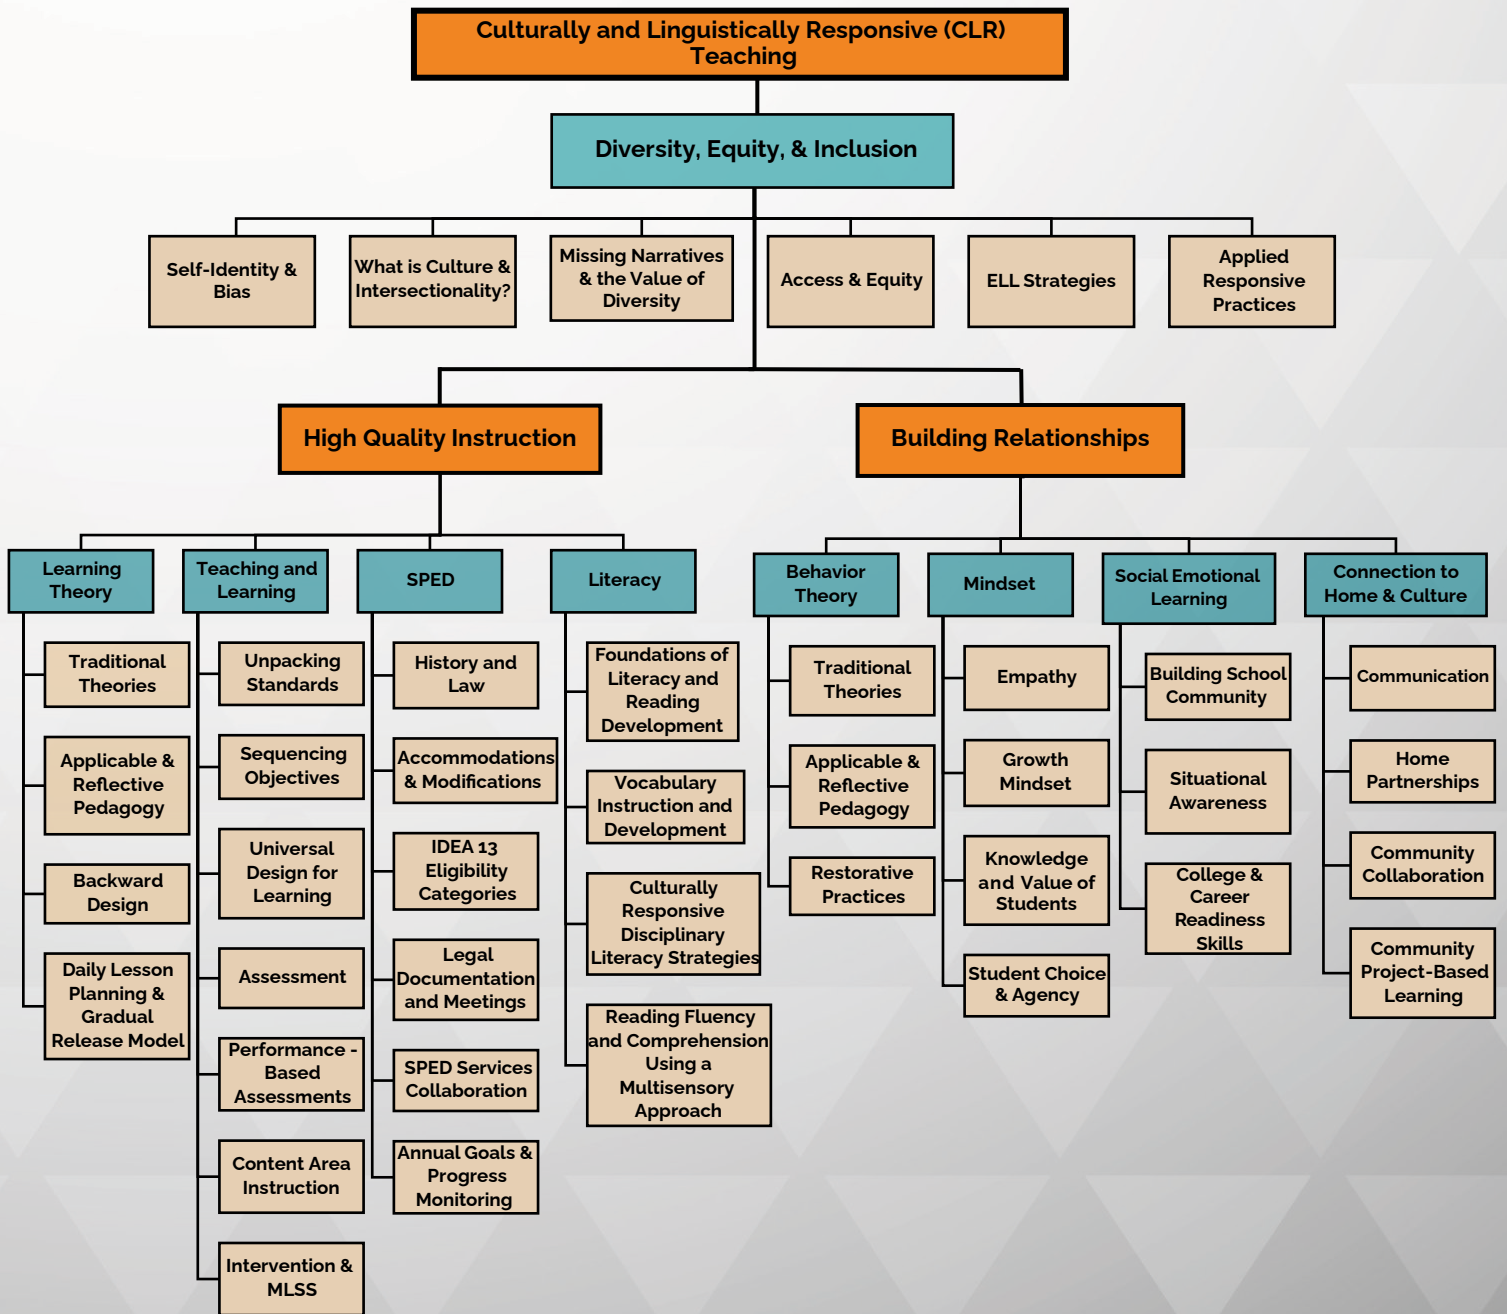 Culturally and Linguistically Responsive (CLR)
Teaching
Diversity, Equity, & Inclusion
Self-Identity &
Bias
What is Culture &
Intersectionality?
Missing Narratives
& the Value of
Diversity
Access & Equity
ELL Strategies
Applied
Responsive
Practices
High Quality Instruction
Building Relationships
Learning
Theory
Traditional
Theories
Applicable &
Reflective
Pedagogy
Backward
Design
Daily Lesson
Planning &
Gradual
Release Model
Teaching and
Learning
Unpacking
Standards
Sequencing
Objectives
Universal
Design for
Learning
Assessment
Performance -
Based
Assessments
Content Area
Instruction
Intervention &
MLSS
SPED
History and
Law
Accommodations
& Modifications
IDEA 13
Eligibility
Categories
Legal
Documentation
and Meetings
SPED Services
Collaboration
Annual Goals &
Progress
Monitoring
Literacy
Foundations of
Literacy and
Reading
Development
Vocabulary
Instruction and
Development
Culturally
Responsive
Disciplinary
Literacy Strategies
Reading Fluency
and Comprehension
Using a
Multisensory
Approach
Behavior
Theory
Traditional
Theories
Applicable &
Reflective
Pedagogy
Restorative
Practices
Mindset
Empathy
Growth
Mindset
Knowledge
and Value of
Students
Student Choice
& Agency
Social Emotional
Learning
Building School
Community
Situational
Awareness
College &
Career
Readiness
Skills
Connection to
Home & Culture
Communication
Home
Partnerships
Community
Collaboration
Community
Project-Based
Learning